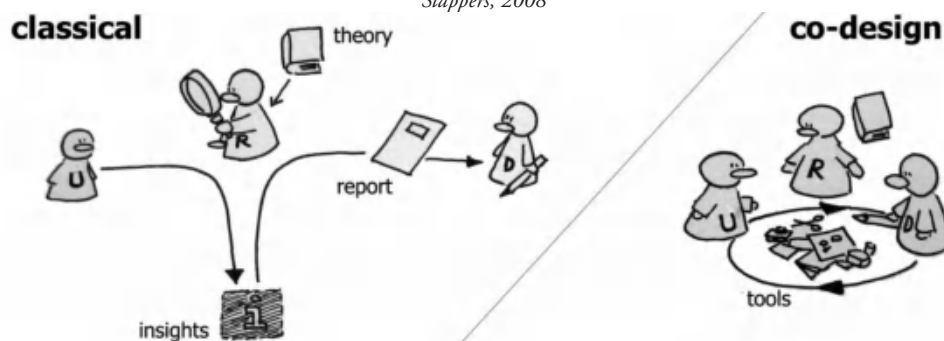 Stappers, 2008
classical
co-design
theory
R
U
report
D
insights
i
R
U
D
tools